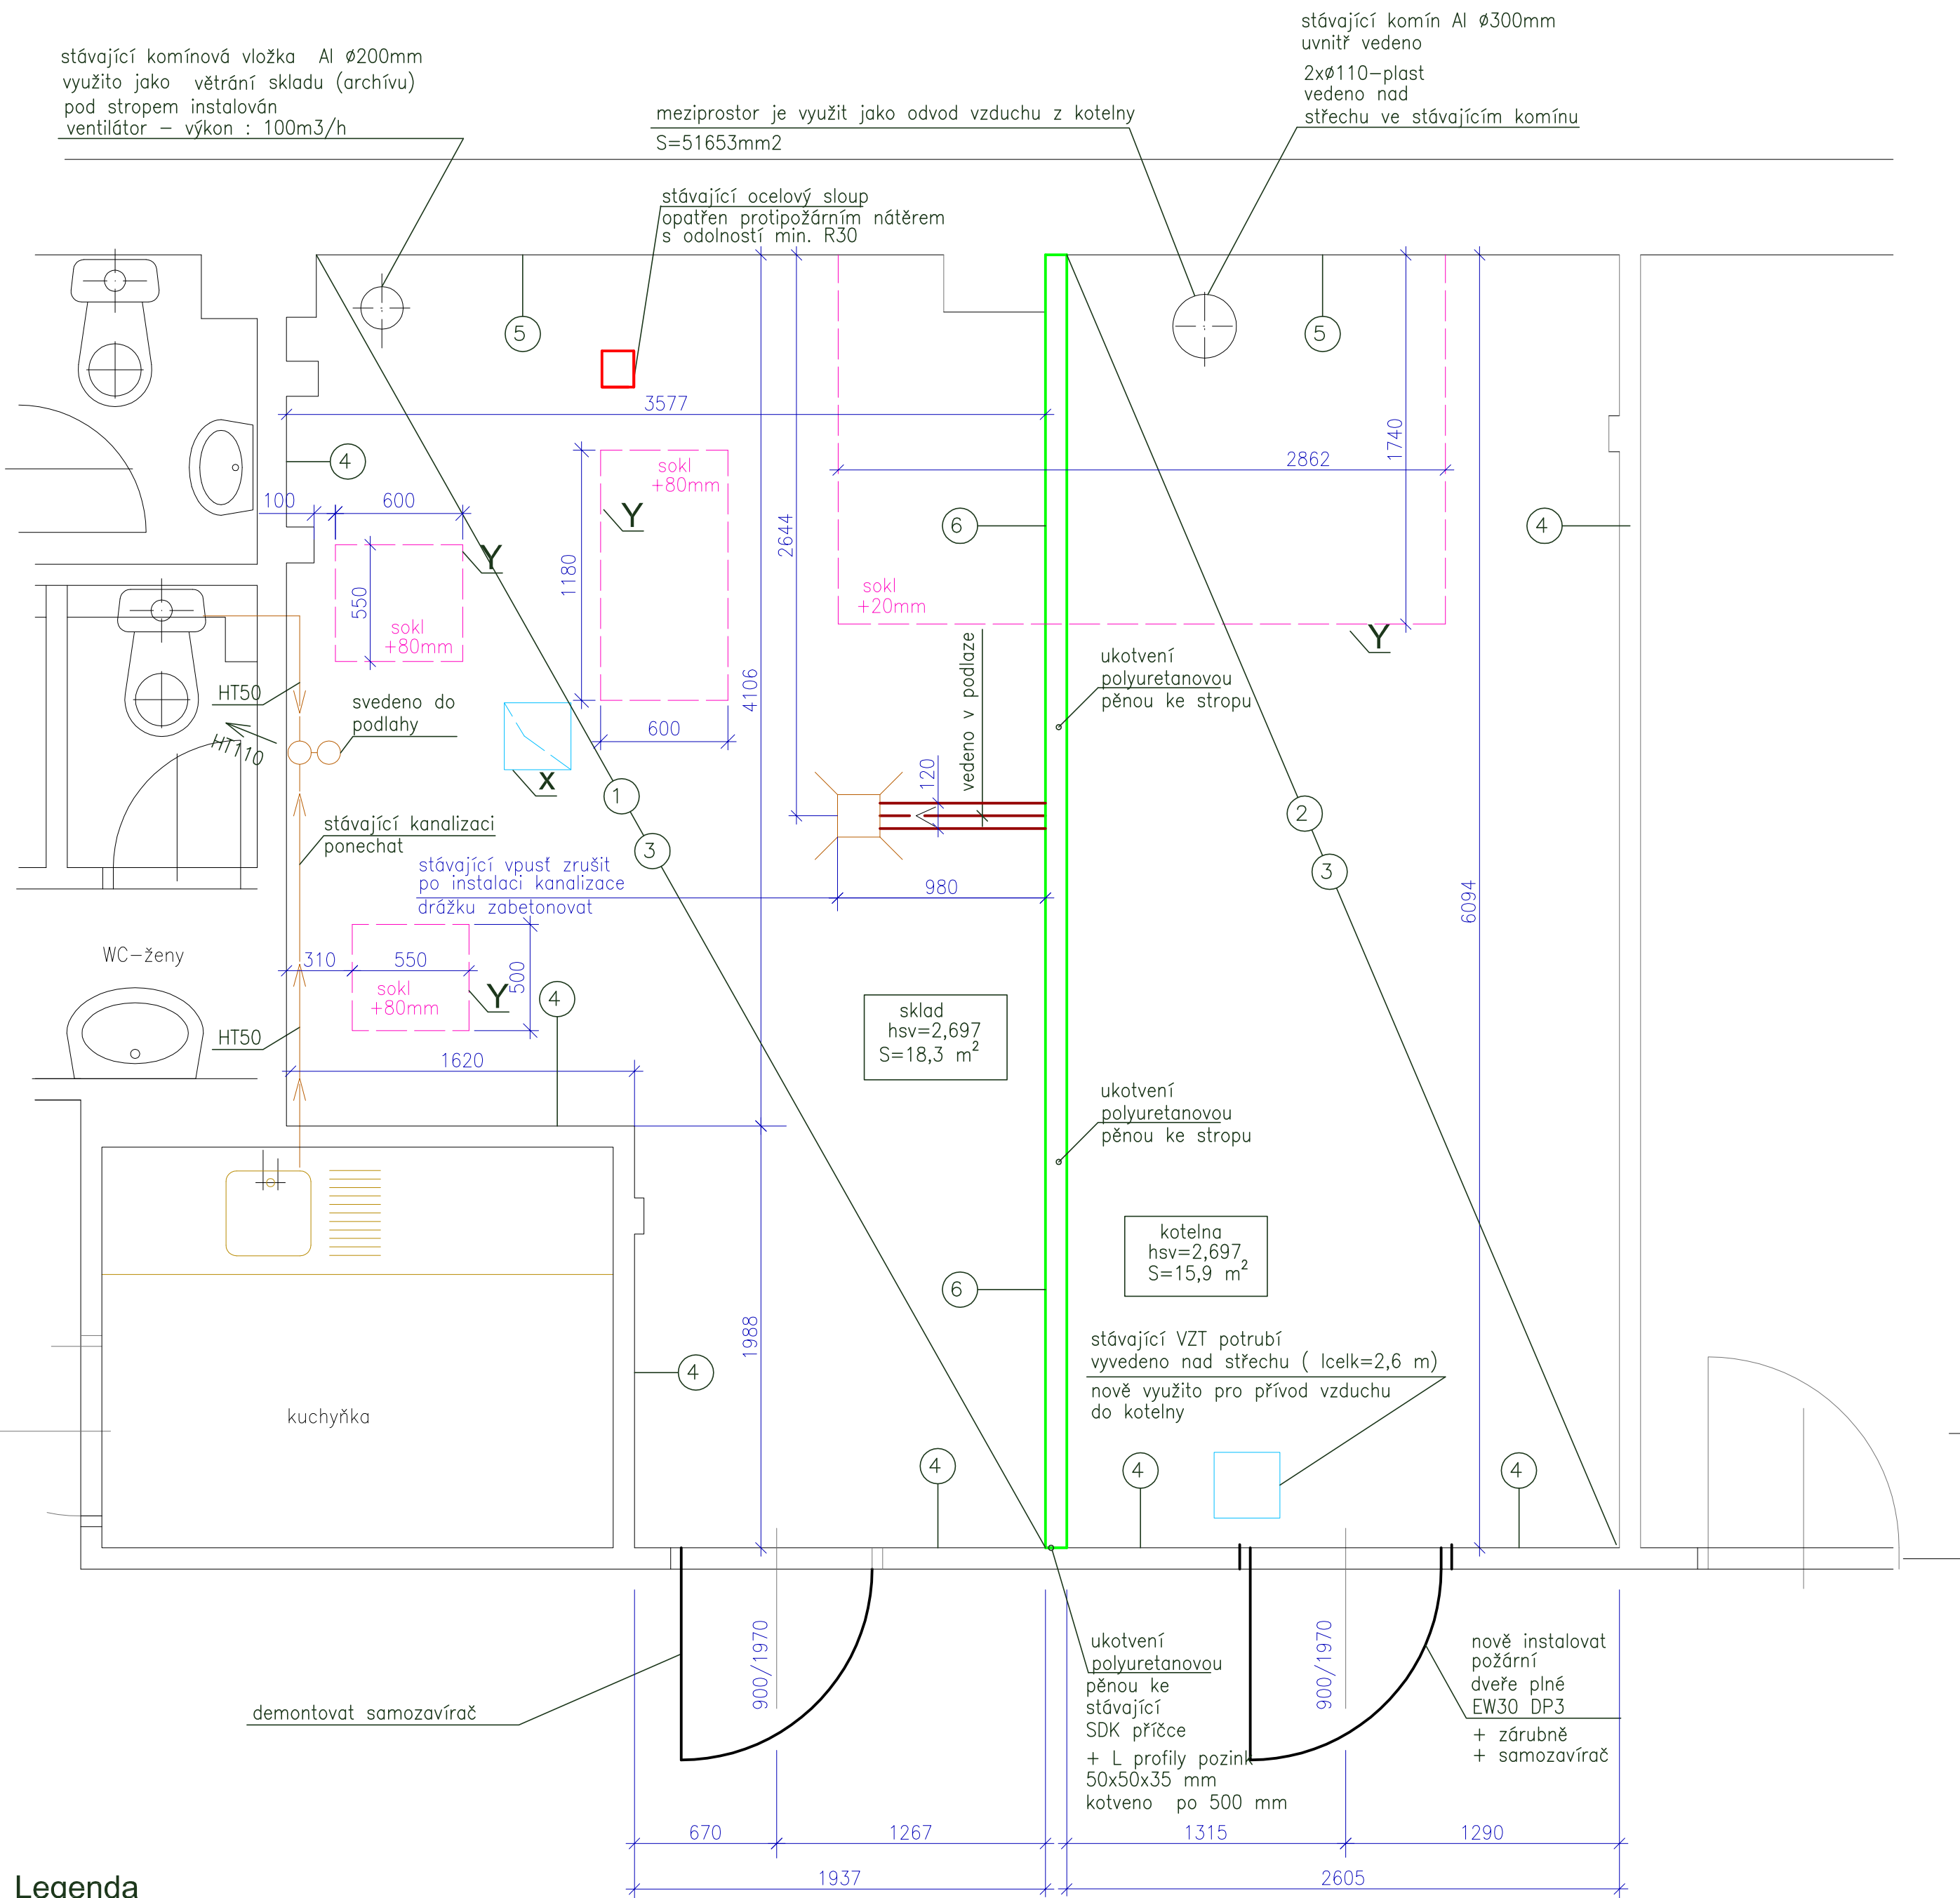 stávající komínová vložka Al ø200mm
využito jako větrání skladu (archívu)
pod stropem instalován
ventilátor – výkon : 100m3/h
meziprostor je využit jako odvod vzduchu z kotelny
S=51653mm2
stávající komín Al ø300mm
uvnitř vedeno
2xø110–plast
vedeno nad
střechu ve stávajícím komínu
stávající ocelový sloup
opatřen protipožárním nátěrem
s odolností min. R30
5
5
3577
4
1740
2862
sokl
+80mm
100
600
Y
2644
6
4
Y
1180
550
sokl
+80mm
sokl
+20mm
Y
vedeno v podlaze
ukotvení
polyuretanovou
pěnou ke stropu
HT50
svedeno do
podlahy
4106
600
HT110
x
1
120
2
stávající kanalizaci
ponechat
3
3
stávající vpusť zrušit
po instalaci kanalizace
drážku zabetonovat
980
6094
WC–ženy
310
550
500
sokl
+80mm
Y
4
sklad
hsv=2,697
S=18,3 m2
HT50
1620
ukotvení
polyuretanovou
pěnou ke stropu
kotelna
hsv=2,697
S=15,9 m2
6
1988
4
stávající VZT potrubí
vyvedeno nad střechu ( lcelk=2,6 m)
nově využito pro přívod vzduchu
do kotelny
kuchyňka
4
4
4
900/1970
900/1970
demontovat samozavírač
ukotvení
polyuretanovou
pěnou ke
stávající
SDK příčce
+ L profily pozink
50x50x35 mm
kotveno po 500 mm
nově instalovat
požární
dveře plné
EW30 DP3
+ zárubně
+ samozavírač
670
1267
1315
1290
1937
2605
Legenda